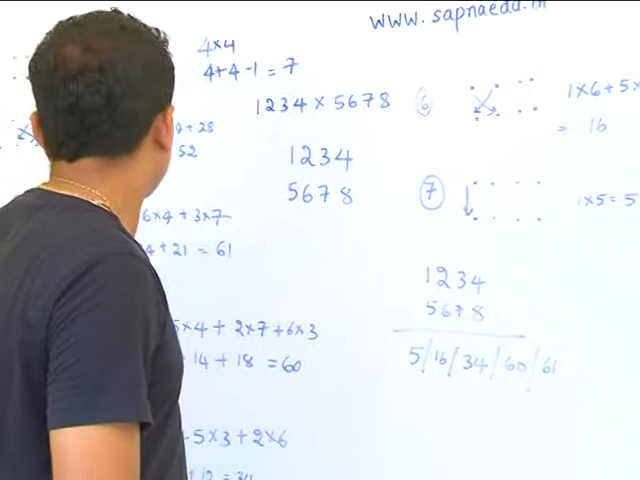 www.sapnaedu.in
4x4
4+4-1 = 7
1234 x 5678
1234
5678
+ 28
52
6x4 + 3x7
+ 21 = 61
5x4 + 2x7 + 6x3
14 + 18 = 60
5x3 + 2x6
6
1x6 + 5x
= 16
7
1x5 = 5
1234
5678
5/16/34/60/61